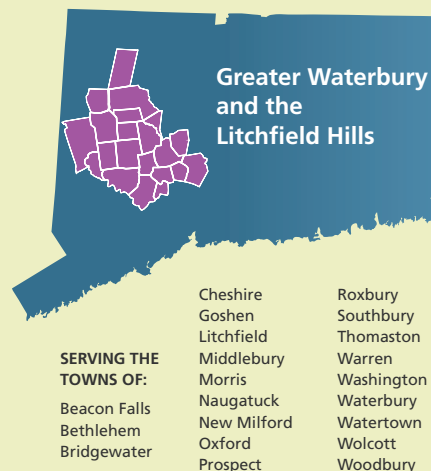 Greater Waterbury
and the
Litchfield Hills
SERVING THE
TOWNS OF:
Beacon Falls
Bethlehem
Bridgewater
Cheshire
Goshen
Litchfield
Middlebury
Morris
Naugatuck
New Milford
Oxford
Prospect
Roxbury
Southbury
Thomaston
Warren
Washington
Waterbury
Watertown
Wolcott
Woodbury